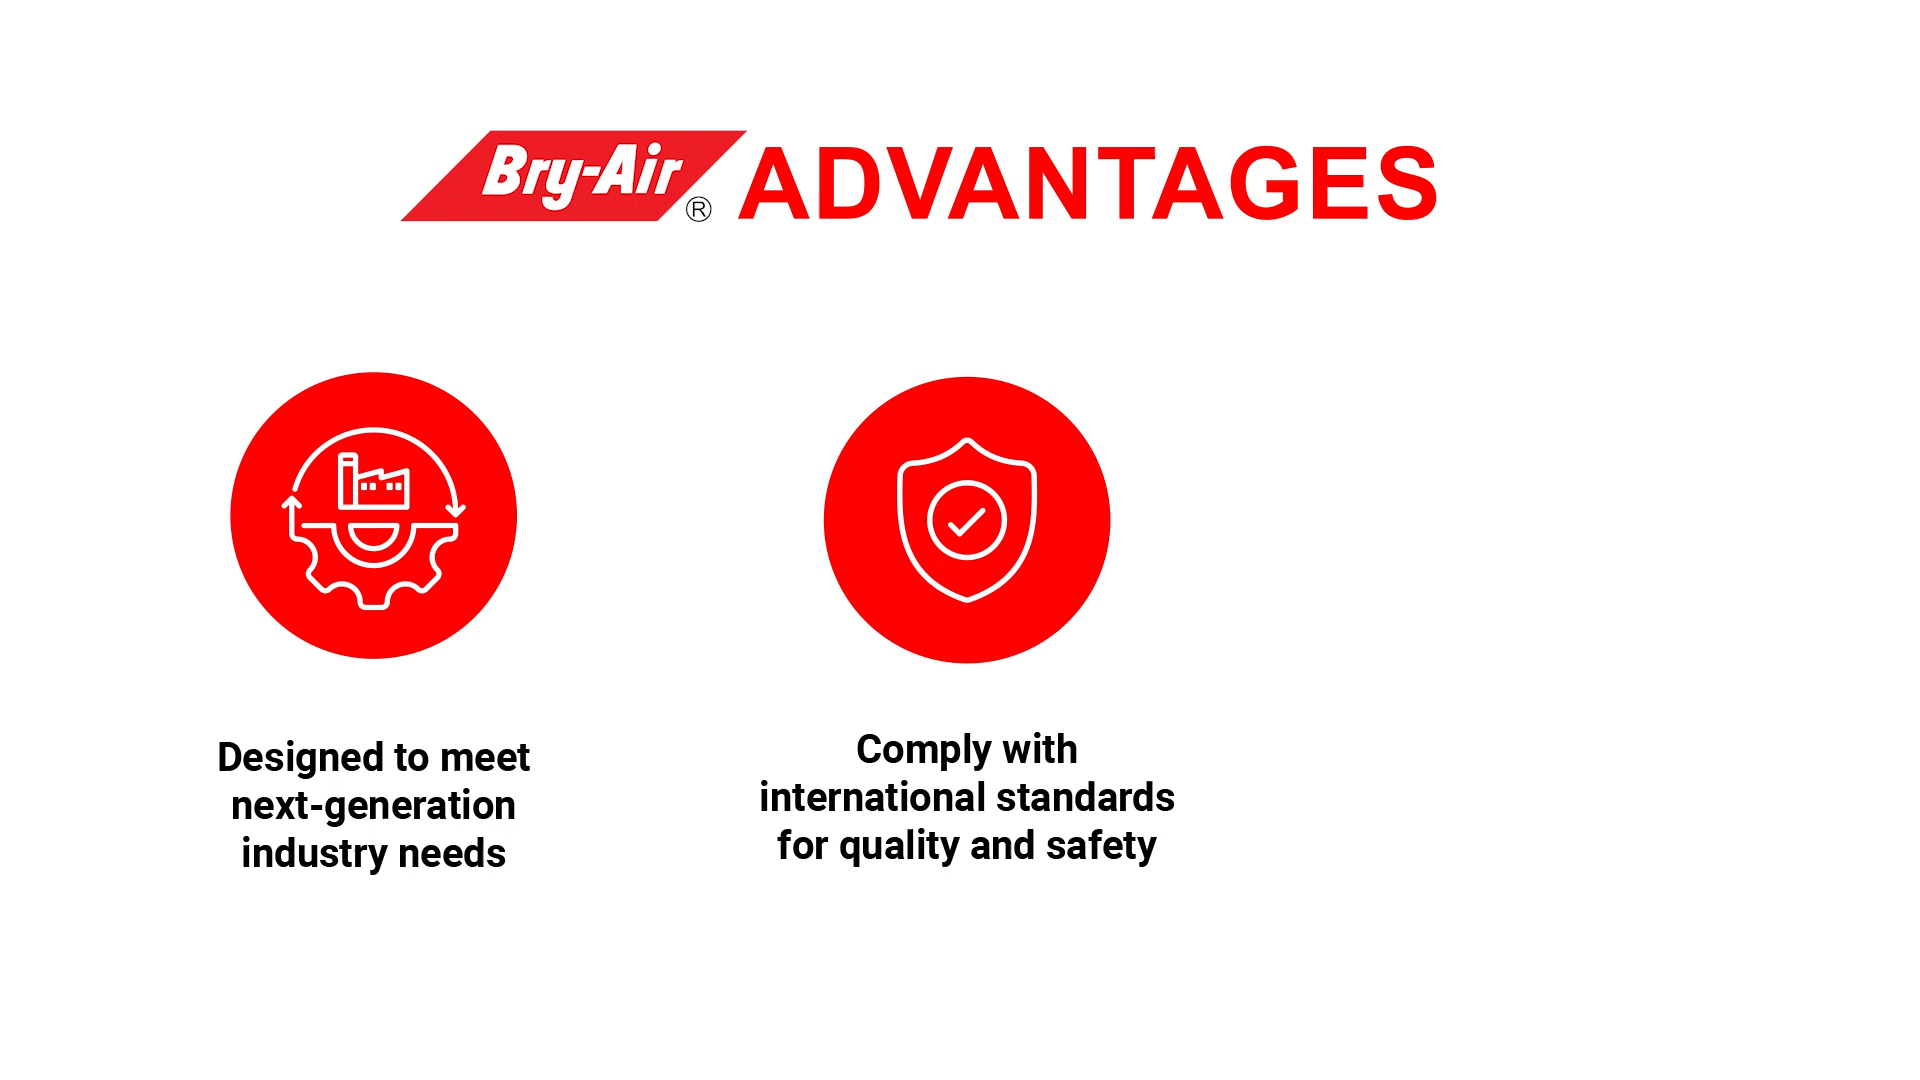 Bry-Air® ADVANTAGES
Designed to meet
next-generation
industry needs
Comply with
international standards
for quality and safety